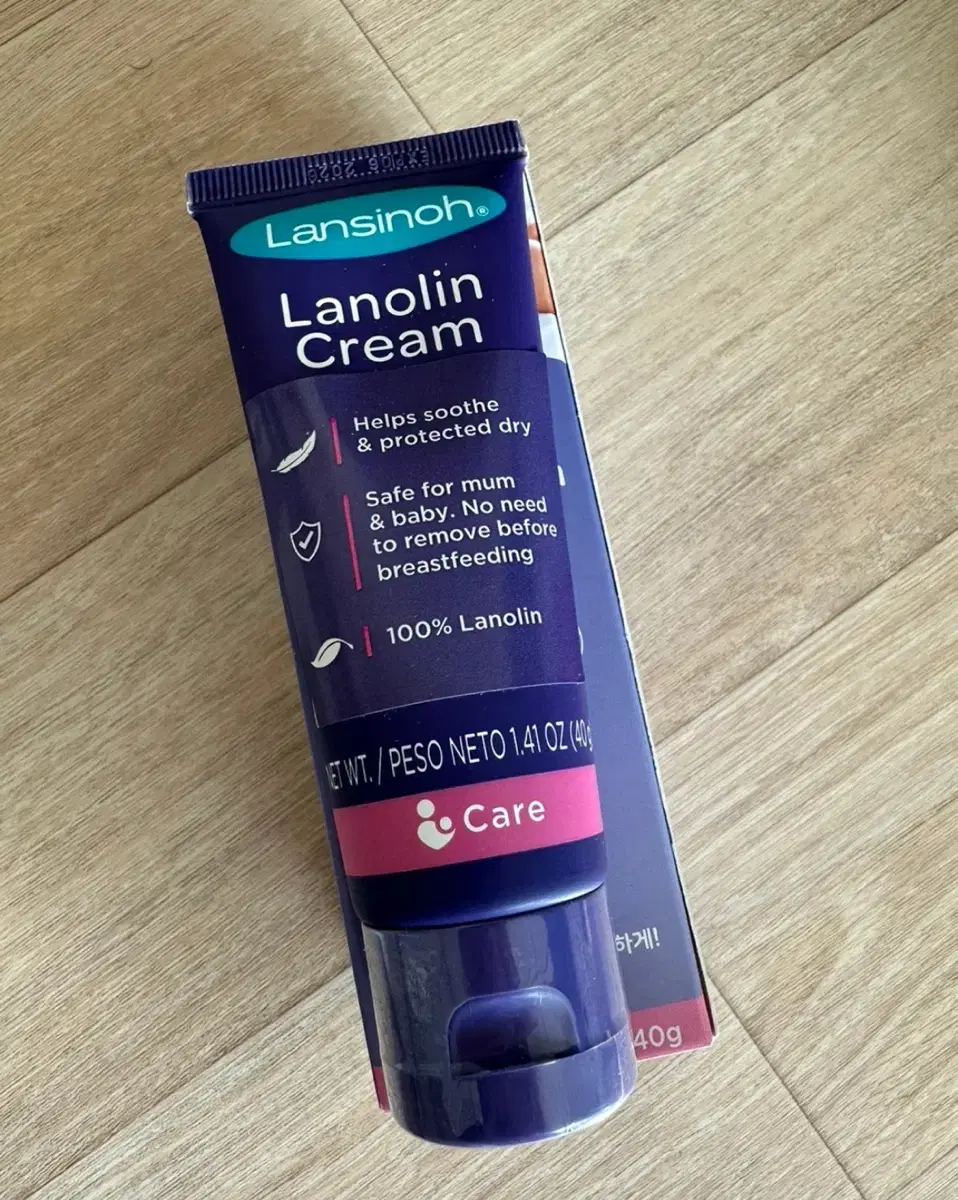 Lansinoh®
Lanolin
Cream
Helps soothe
& protected dry
Safe for mum
& baby. No need
to remove before
breastfeeding
100% Lanolin
NET WT. / PESO NETO 1.41 OZ (40g
Care
하게!
40g